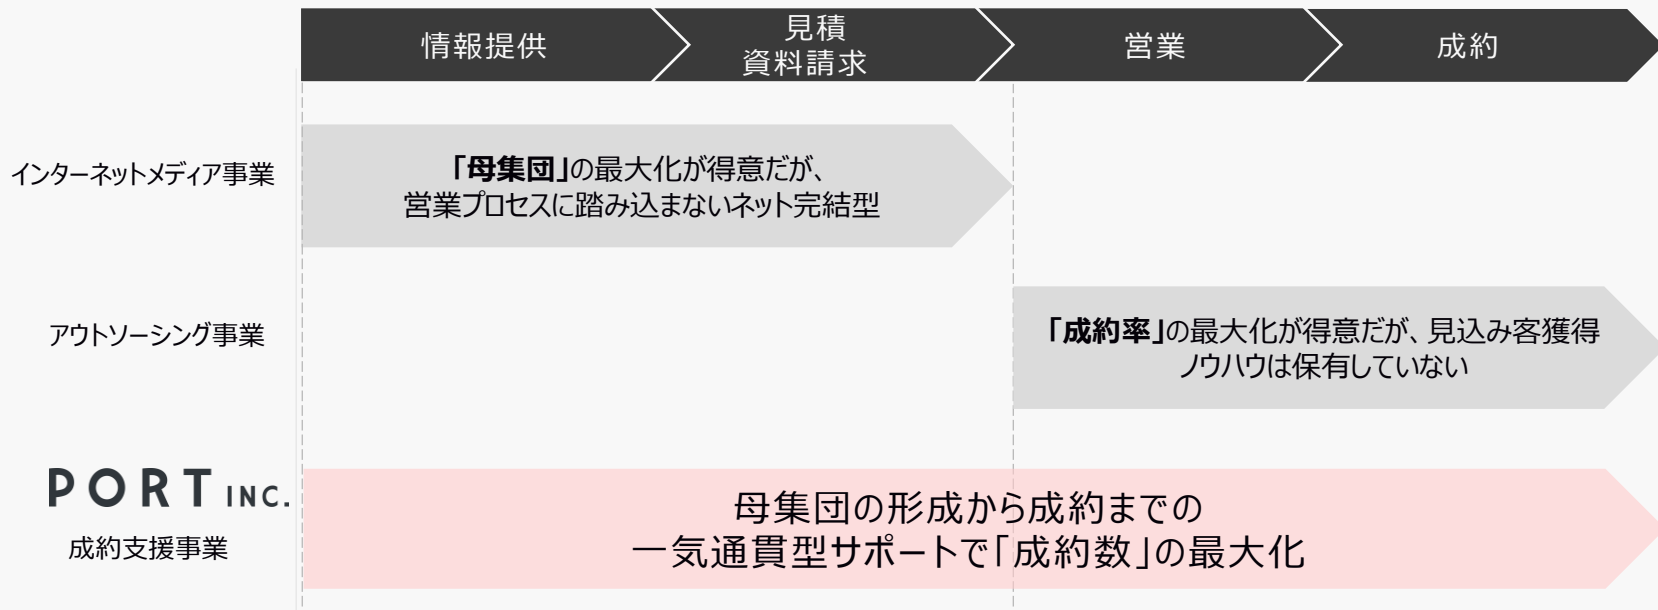 情報提供
見積
資料請求
営業
成約
インターネットメディア事業
「母集団」の最大化が得意だが、
営業プロセスに踏み込まないネット完結型
アウトソーシング事業
「成約率」の最大化が得意だが、見込み客獲得
ノウハウは保有していない
PORT INC.
成約支援事業
母集団の形成から成約までの
一気通貫型サポートで「成約数」の最大化